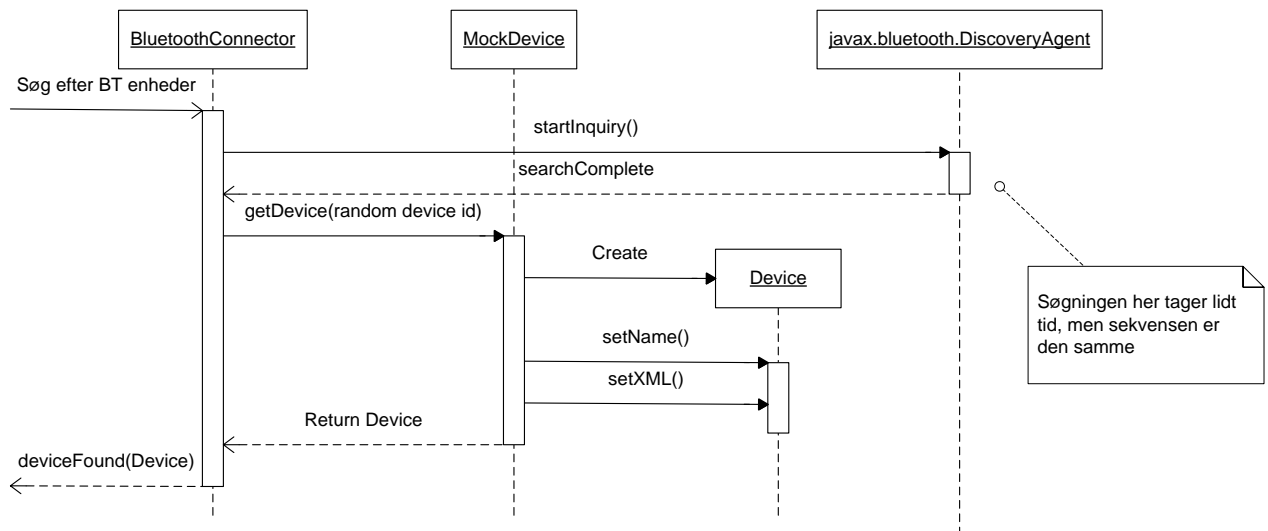 BluetoothConnector
MockDevice
javax.bluetooth.DiscoveryAgent
Søg efter BT enheder
startInquiry()
searchComplete
getDevice(random device id)
Create
Device
Søgningen her tager lidt
tid, men sekvensen er
den samme
setName()
setXML()
Return Device
deviceFound(Device)